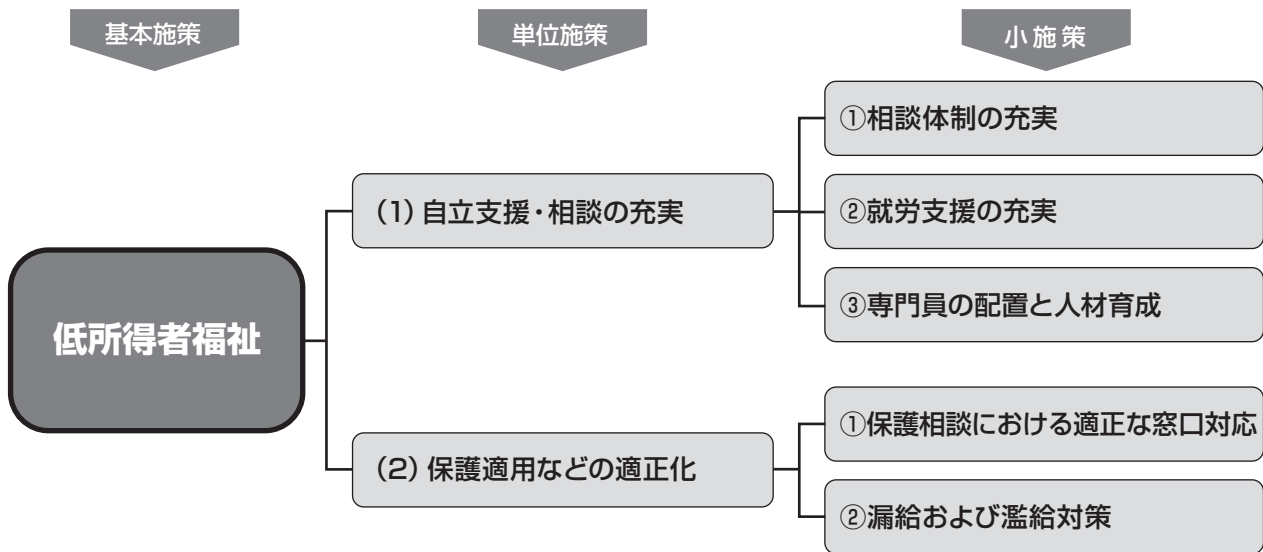 基本施策
単位施策
小施策
低所得者福祉
(1) 自立支援・相談の充実
①相談体制の充実
②就労支援の充実
③専門員の配置と人材育成
(2) 保護適用などの適正化
①保護相談における適正な窓口対応
②漏給および濫給対策